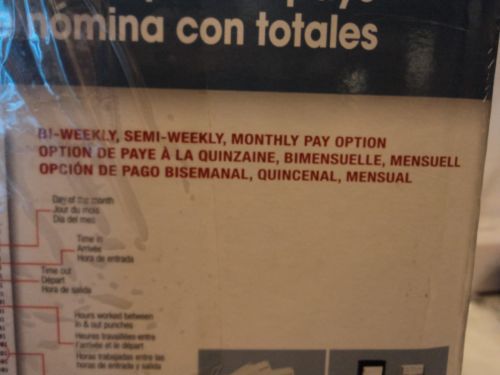 nómina con totales
BI-WEEKLY, SEMI-WEEKLY, MONTHLY PAY OPTION
OPTION DE PAYE À LA QUINZAINE, BIMENSUELLE, MENSUELL
OPCIÓN DE PAGO BISEMANAL, QUINCENAL, MENSUAL
Day of the month
Jour du mois
Día del mes
Time in
Arrivée
Hora de entrada
Time out
Départ
Hora de salida
Hours worked between
in & out punches
Heures travaillées entre
l'arrivée et le départ
Horas trabajadas entre las
horas de entrada y salida